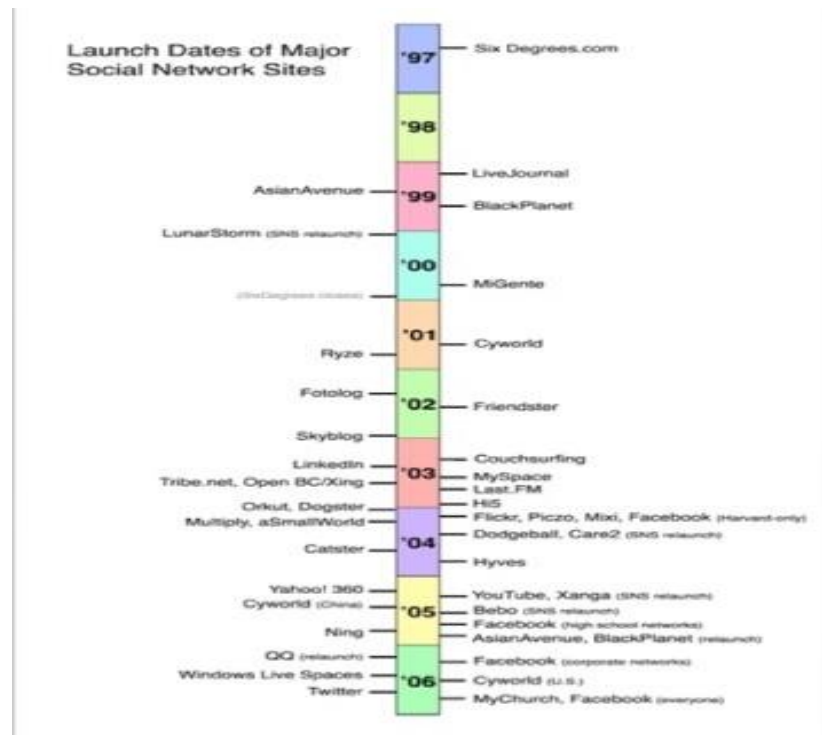 Launch Dates of Major
Social Network Sites
'97
Six Degrees.com
'98
'99
LiveJournal
AsianAvenue
BlackPlanet
LunarStorm (SNS relaunch)
'00
MiGente
(SixDegrees closes)
'01
Cyworld
Ryze
'02
Fotolog
Friendster
Skyblog
'03
Couchsurfing
LinkedIn
MySpace
Tribe.net, Open BC/Xing
Last.FM
Hi5
'04
Orkut, Dogster
Flickr, Piczo, Mixi, Facebook (Harvard-only)
Multiply, aSmallWorld
Dodgeball, Care2 (SNS relaunch)
Catster
Hyves
'05
Yahoo! 360
YouTube, Xanga (SNS relaunch)
Cyworld (China)
Bebo (SNS relaunch)
Facebook (high school networks)
Ning
AsianAvenue, BlackPlanet (relaunch)
'06
QQ (relaunch)
Facebook (corporate networks)
Windows Live Spaces
Cyworld (U.S.)
Twitter
MyChurch, Facebook (everyone)